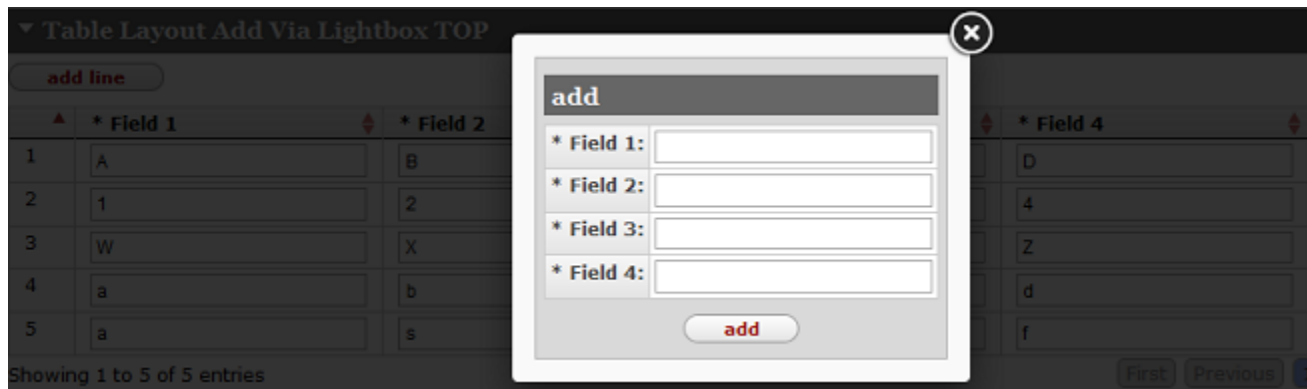 Table Layout Add Via Lightbox TOP
add line
* Field 1 * Field 2 * Field 4
1 A B D
2 1 2 4
3 W X Z
4 a b d
5 a s f
Showing 1 to 5 of 5 entries First Previous
add
* Field 1:
* Field 2:
* Field 3:
* Field 4:
add